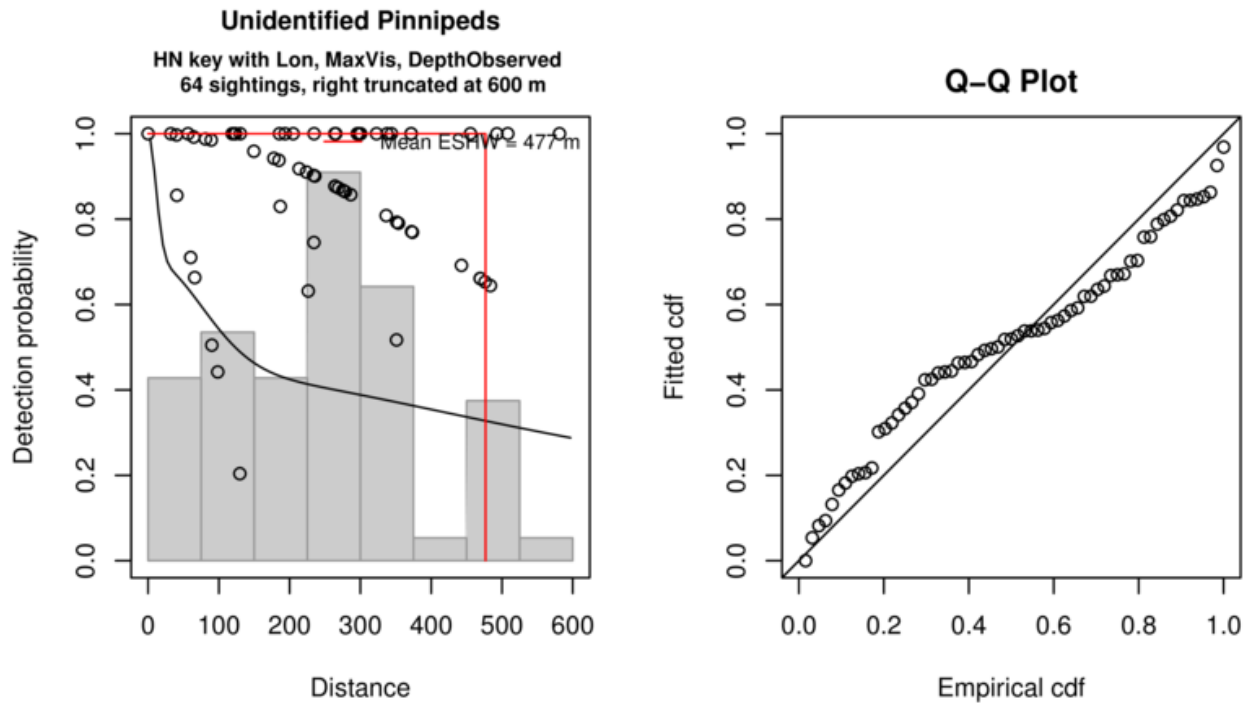 Unidentified Pinnipeds
HN key with Lon, MaxVis, DepthObserved
64 sightings, right truncated at 600 m
Mean ESHW = 477 m
Detection probability
0.0 0.2 0.4 0.6 0.8 1.0
0 100 200 300 400 500 600
Distance
Q−Q Plot
Fitted cdf
0.0 0.2 0.4 0.6 0.8 1.0
0.0 0.2 0.4 0.6 0.8 1.0
Empirical cdf